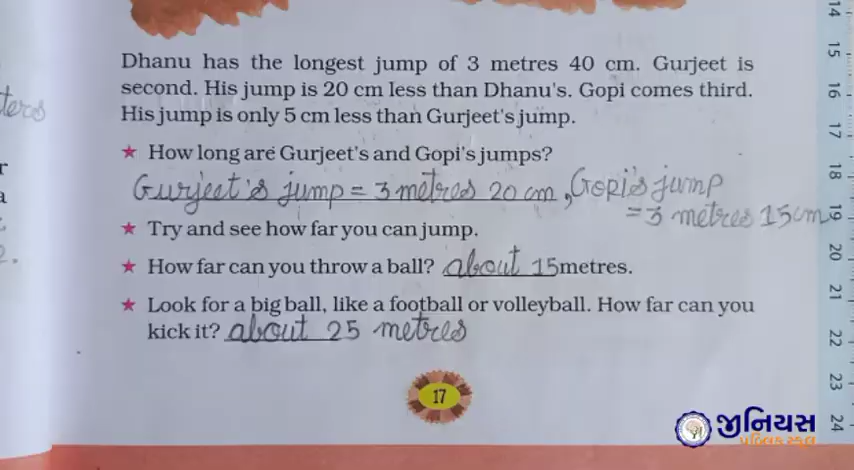 Dhanu has the longest jump of 3 metres 40 cm. Gurjeet is
second. His jump is 20 cm less than Dhanu's. Gopi comes third.
His jump is only 5 cm less than Gurjeet's jump.
★ How long are Gurjeet's and Gopi's jumps?
Gurjeet's jump = 3 metres 20 cm, Gopi's jump
= 3 metres 15cm
★ Try and see how far you can jump.
★ How far can you throw a ball? about 15 metres.
★ Look for a big ball, like a football or volleyball. How far can you
kick it? about 25 metres
17
ters
14
15
16
17
18
19
20
21
22
23
24
જીનિયસ
પબ્લિક સ્કૂલ